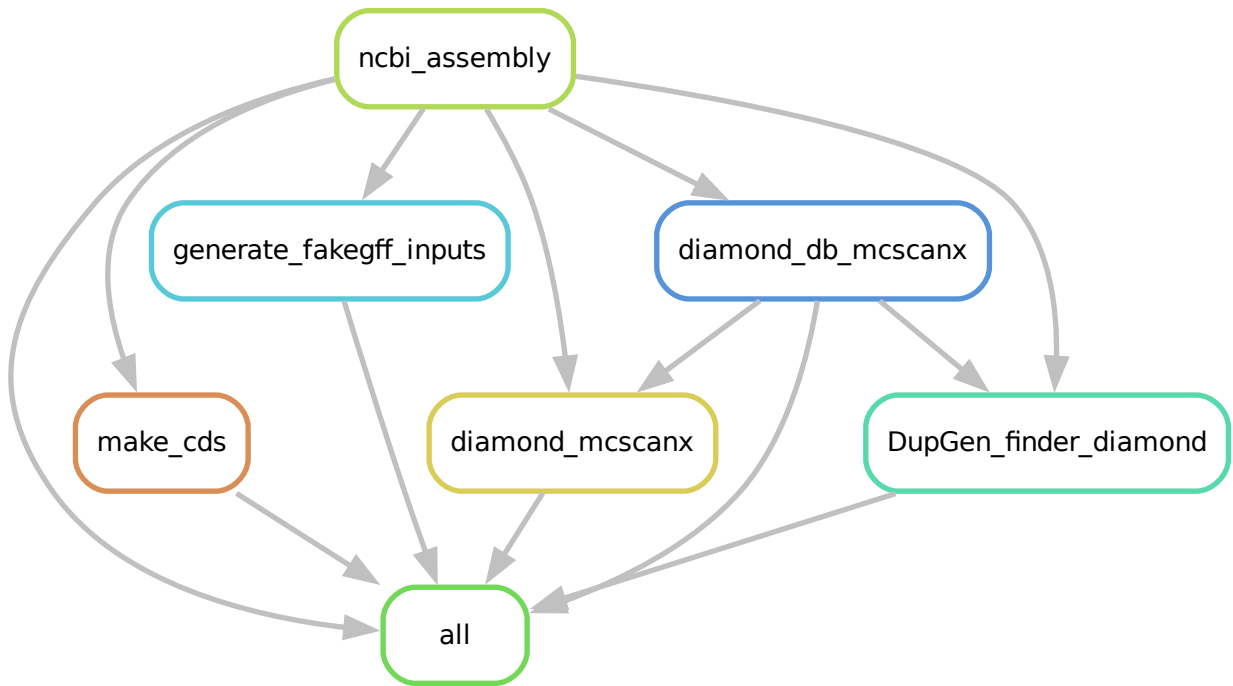 ncbi_assembly
generate_fakegff_inputs
diamond_db_mcscanx
make_cds
diamond_mcscanx
DupGen_finder_diamond
all